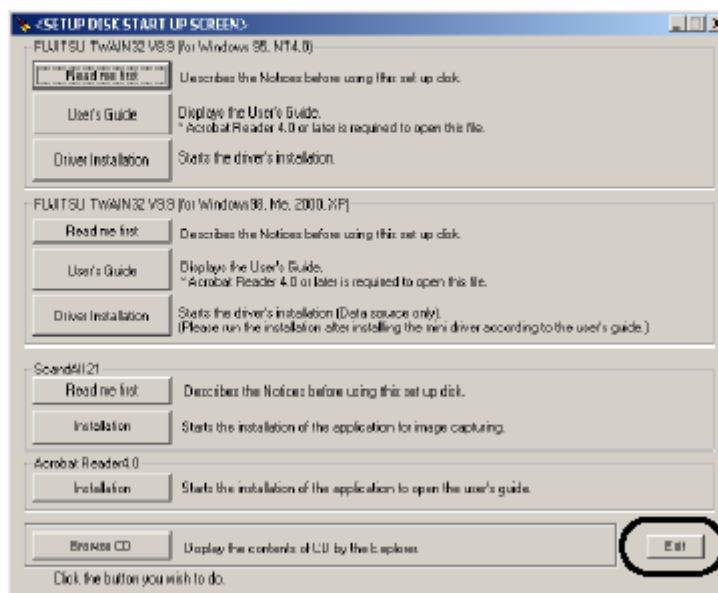 <SETUP DISK START UP SCREEN>
FUJITSU TWAIN32 V8.9 (for Windows 95, NT4.0)
Read me first
Describes the Notices before using this set up disk.
User's Guide
Displays the User's Guide.
* Acrobat Reader 4.0 or later is required to open this file.
Driver Installation
Starts the driver's installation.
FUJITSU TWAIN32 V9.9 (for Windows98, Me, 2000, XP)
Read me first
Describes the Notices before using this set up disk.
User's Guide
Displays the User's Guide.
* Acrobat Reader 4.0 or later is required to open this file.
Driver Installation
Starts the driver's installation (Data source only).
(Please run the installation after installing the mini driver according to the user's guide.)
ScandAll 21
Read me first
Describes the Notices before using this set up disk.
Installation
Starts the installation of the application for image capturing.
Acrobat Reader4.0
Installation
Starts the installation of the application to open the user's guide.
Browse CD
Display the contents of CD by the Explorer.
Exit
Click the button you wish to do.